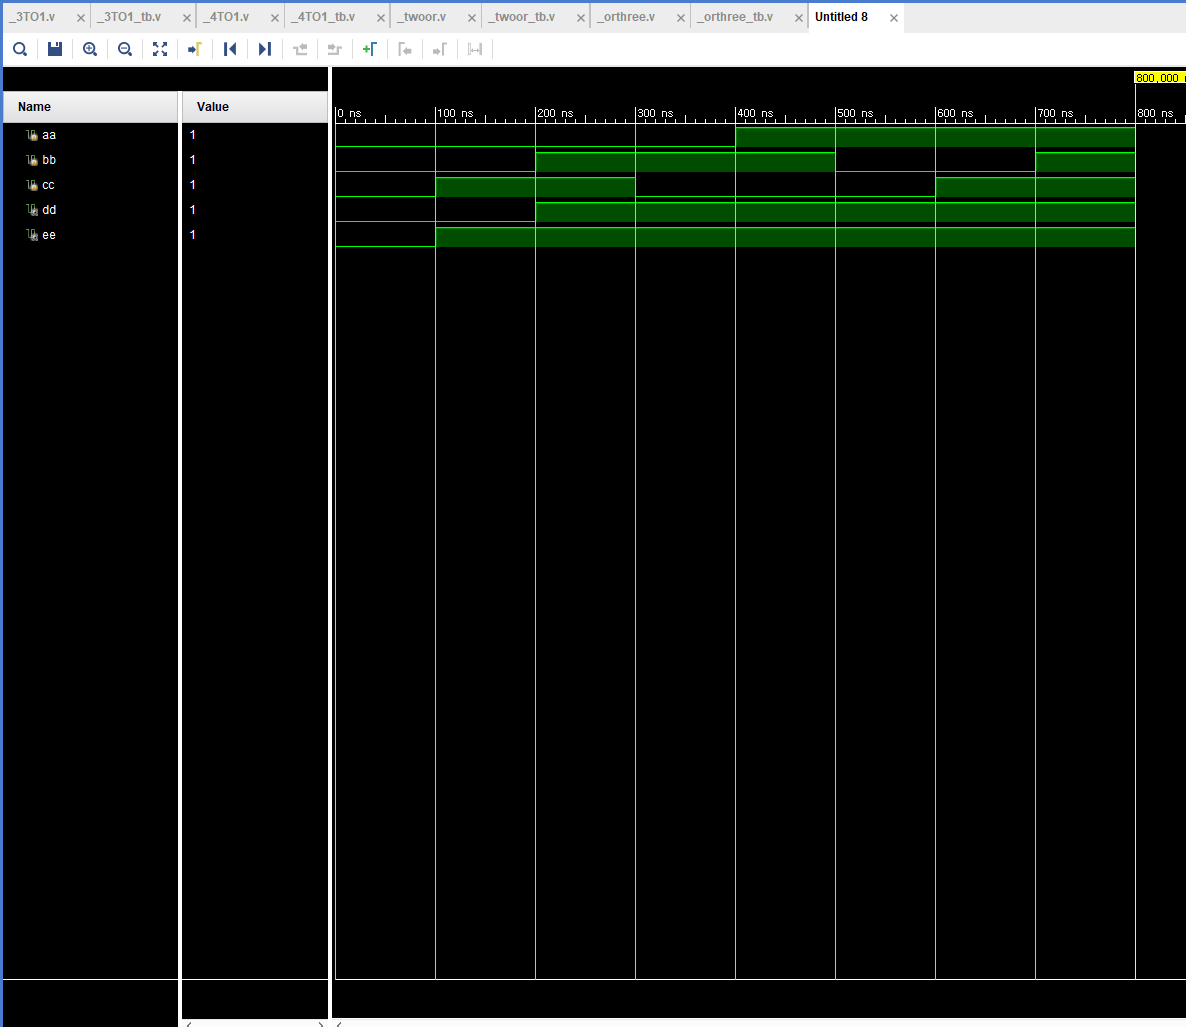 _3TO1.v _3TO1_tb.v _4TO1.v _4TO1_tb.v _twoor.v _twoor_tb.v _orthree.v _orthree_tb.v Untitled 8
800,000
Name Value
0 ns 100 ns 200 ns 300 ns 400 ns 500 ns 600 ns 700 ns 800 ns
aa 1
bb 1
cc 1
dd 1
ee 1